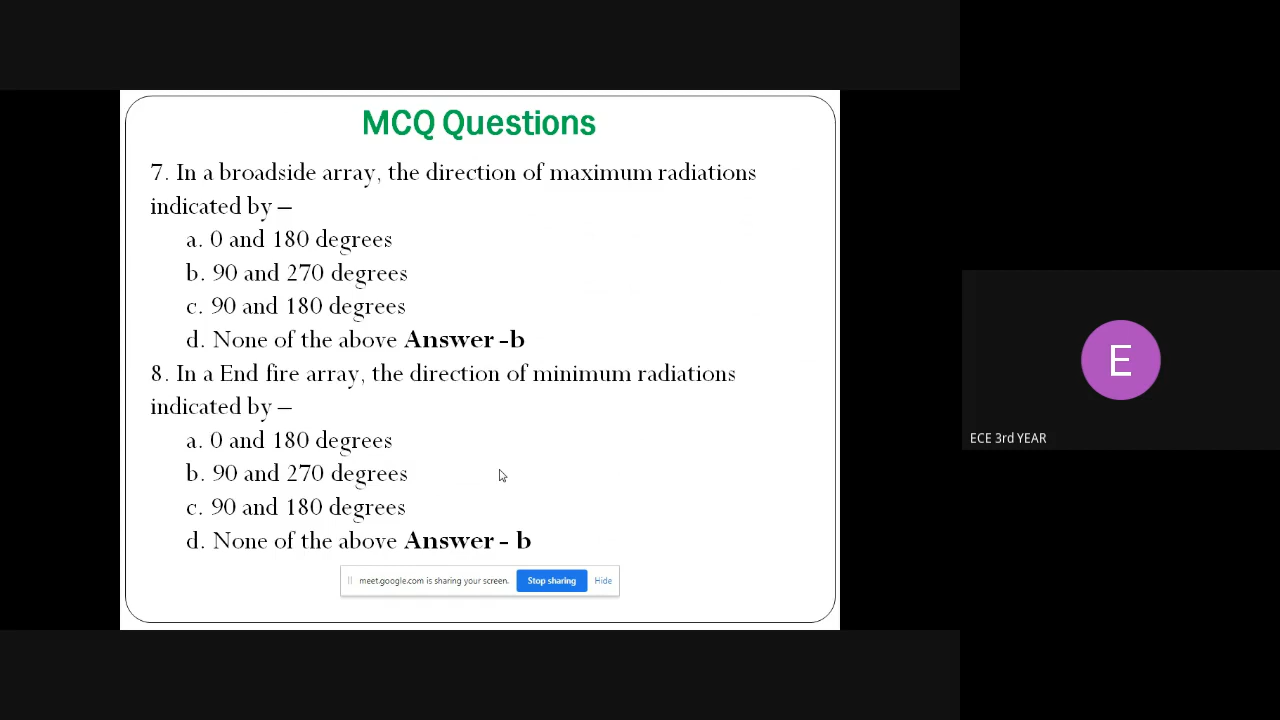 MCQ Questions
7. In a broadside array, the direction of maximum radiations
indicated by –
a. 0 and 180 degrees
b. 90 and 270 degrees
c. 90 and 180 degrees
d. None of the above Answer -b
8. In a End fire array, the direction of minimum radiations
indicated by –
a. 0 and 180 degrees
b. 90 and 270 degrees
c. 90 and 180 degrees
d. None of the above Answer - b
meet.google.com is sharing your screen. Stop sharing Hide
E
ECE 3rd YEAR